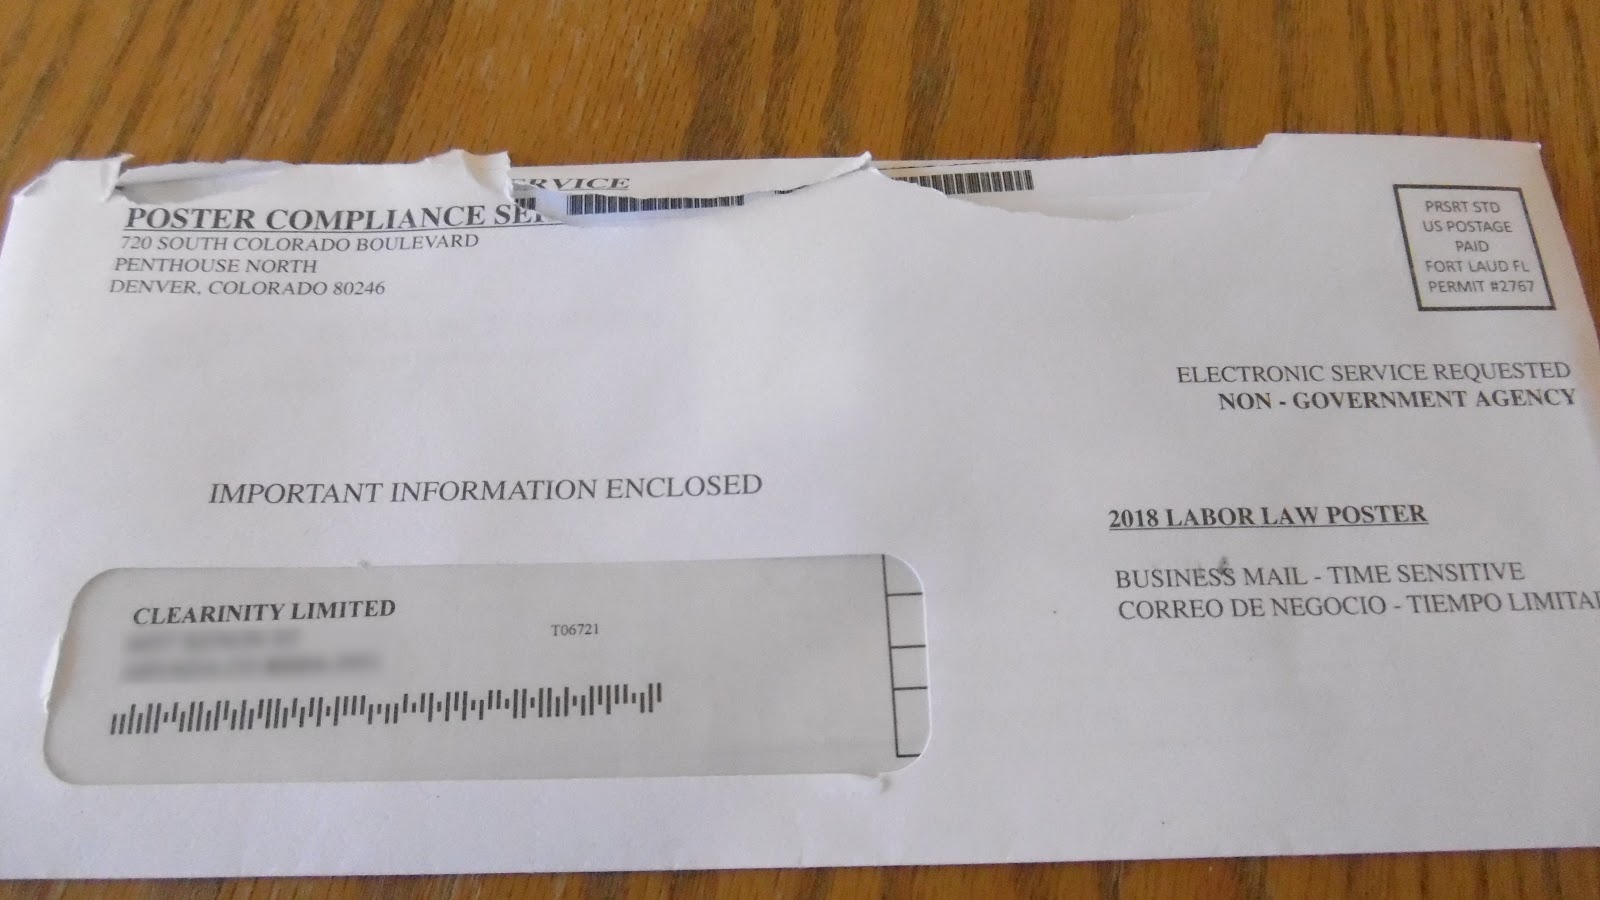 RVICE
POSTER COMPLIANCE SE
720 SOUTH COLORADO BOULEVARD
PENTHOUSE NORTH
DENVER, COLORADO 80246
PRSRT STD
US POSTAGE
PAID
FORT LAUD FL
PERMIT #2767
ELECTRONIC SERVICE REQUESTED
NON - GOVERNMENT AGENCY
IMPORTANT INFORMATION ENCLOSED
2018 LABOR LAW POSTER
BUSINESS MAIL - TIME SENSITIVE
CORREO DE NEGOCIO - TIEMPO LIMITA
CLEARINITY LIMITED
T06721